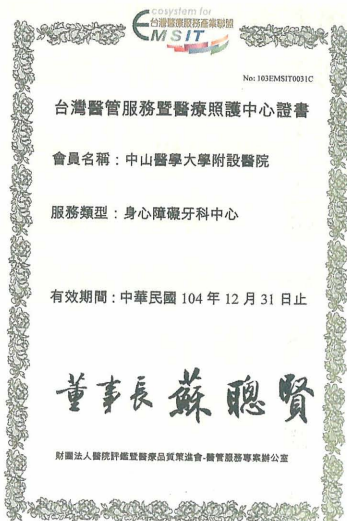 Ecosystem for
台灣醫療服務產業聯盟
EMSIT
No: 103EMSIT0031C
台灣醫管服務暨醫療照護中心證書
會員名稱：中山醫學大學附設醫院
服務類型：身心障礙牙科中心
有效期間：中華民國 104 年 12 月 31 日止
董事長 蘇聰賢
財團法人醫院評鑑暨醫療品質策進會-醫管服務專案辦公室